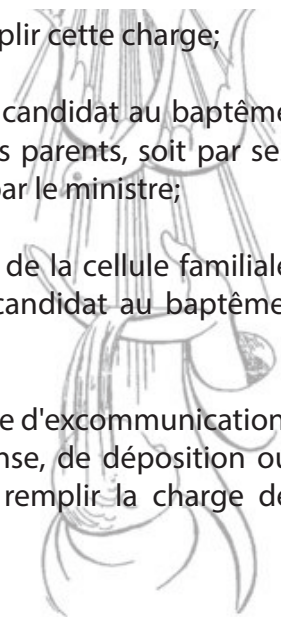 plir cette charge;
candidat au baptême
s parents, soit par se
par le ministre;
de la cellule familiale
candidat au baptême
e d'excommunication
nse, de déposition ou
remplir la charge de